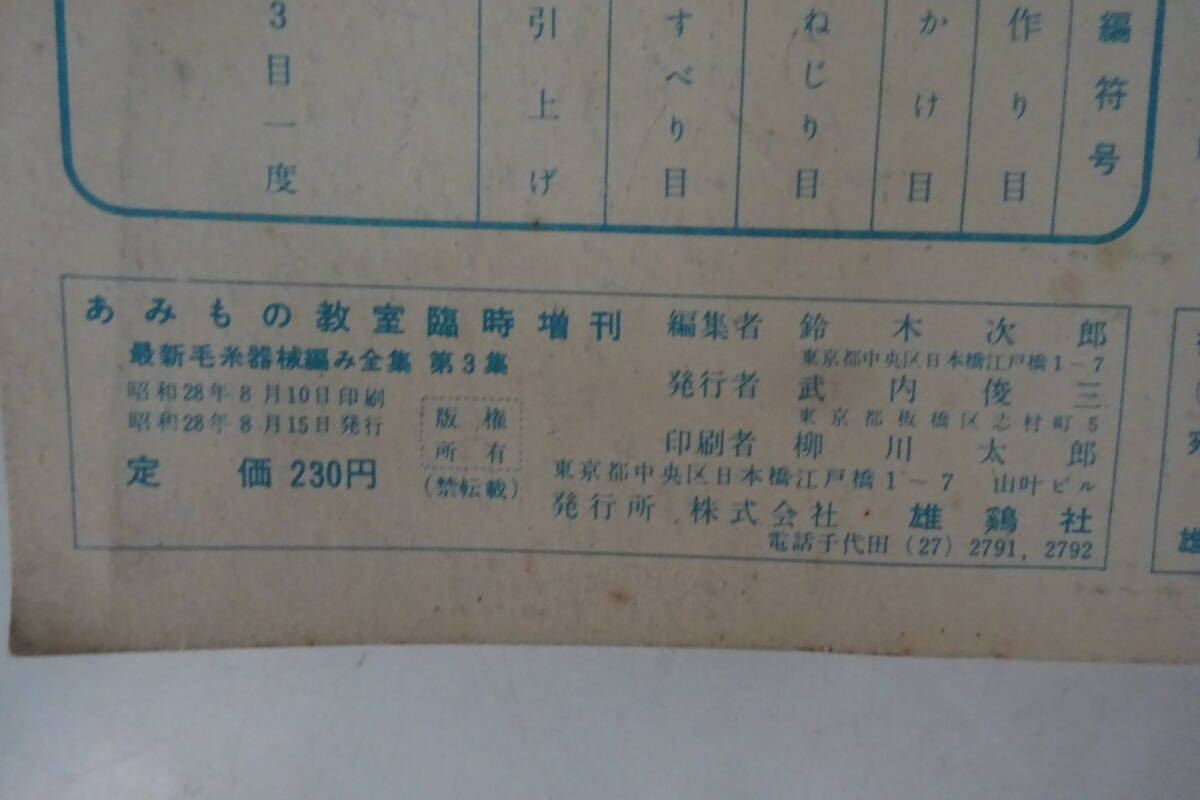 編符号
作り目
かけ目
ねじり目
すべり目
引上げ
3目一度
あみもの教室臨時増刊
最新毛糸器械編み全集 第3集
昭和28年8月10日印刷
昭和28年8月15日発行
定価 230円
版権
所有
(禁転載)
編集者 鈴木次郎
東京都中央区日本橋江戸橋1~7
発行者 武内俊三
東京都板橋区志村町5
印刷者 柳川太郎
東京都中央区日本橋江戸橋1~7 山叶ビル
発行所 株式会社 雄鷄社
電話千代田 (27) 2791, 2792